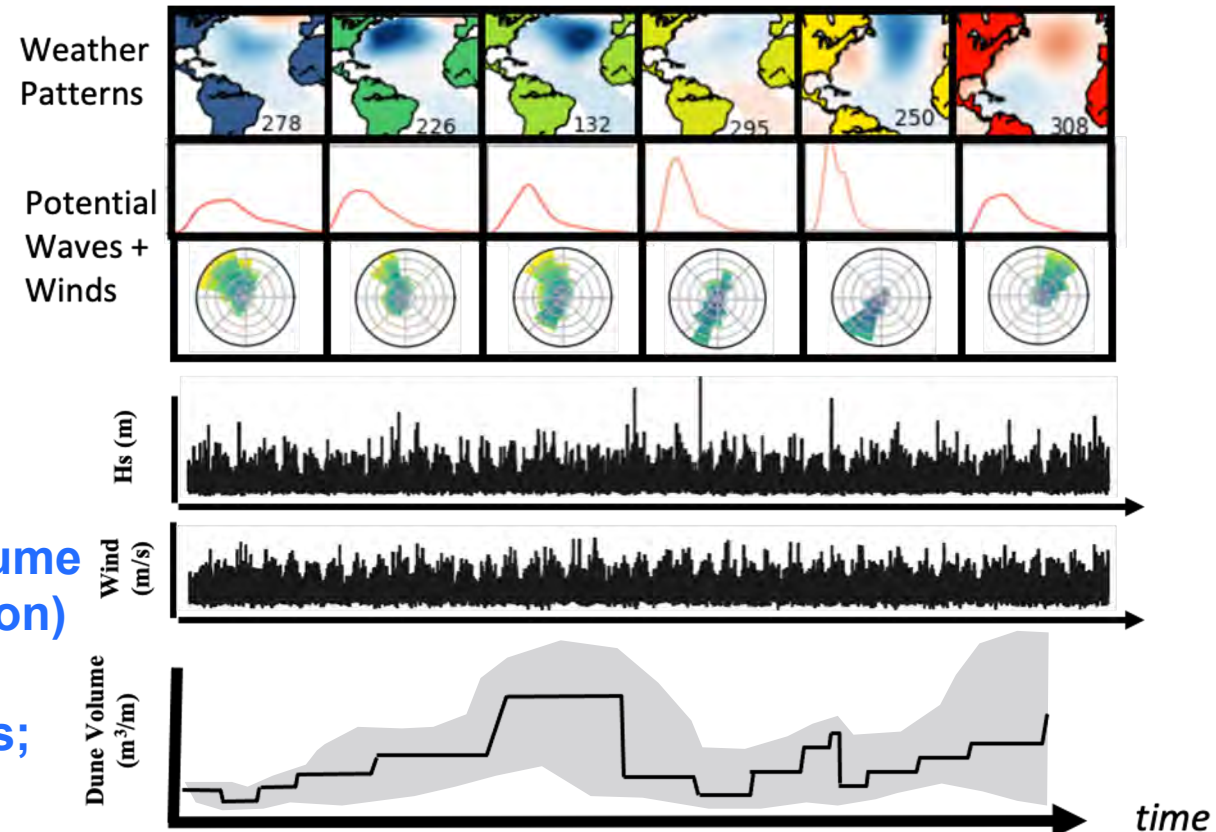 Weather
Patterns
278
226
132
295
250
308
Potential
Waves +
Winds
Hs (m)
ume
on)
Wind
(m/s)
s;
Dune Volume
(m³/m)
time